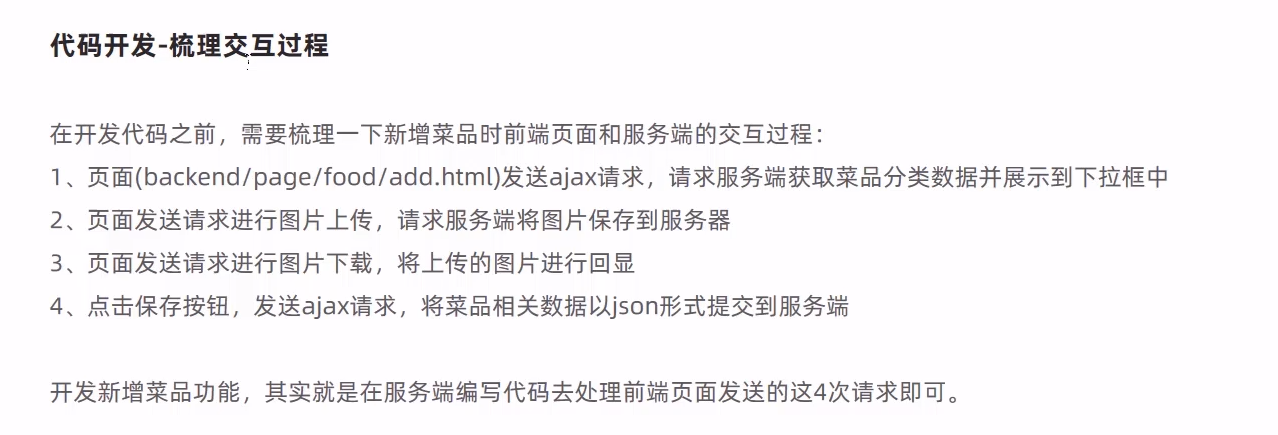 代码开发-梳理交互过程
在开发代码之前，需要梳理一下新增菜品时前端页面和服务端的交互过程：
1、页面(backend/page/food/add.html)发送ajax请求，请求服务端获取菜品分类数据并展示到下拉框中
2、页面发送请求进行图片上传，请求服务端将图片保存到服务器
3、页面发送请求进行图片下载，将上传的图片进行回显
4、点击保存按钮，发送ajax请求，将菜品相关数据以json形式提交到服务端
开发新增菜品功能，其实就是在服务端编写代码去处理前端页面发送的这4次请求即可。